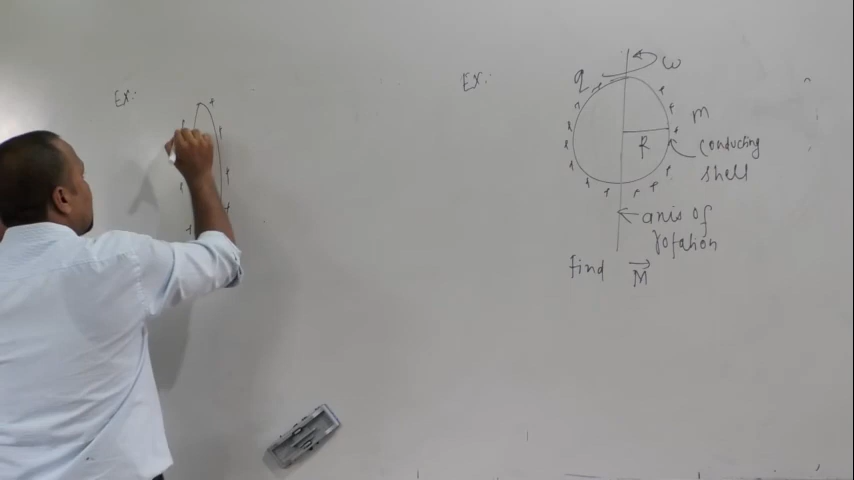 Ex:
Ex:
q ω
m
R conducting
shell
axis of
rotation
find M